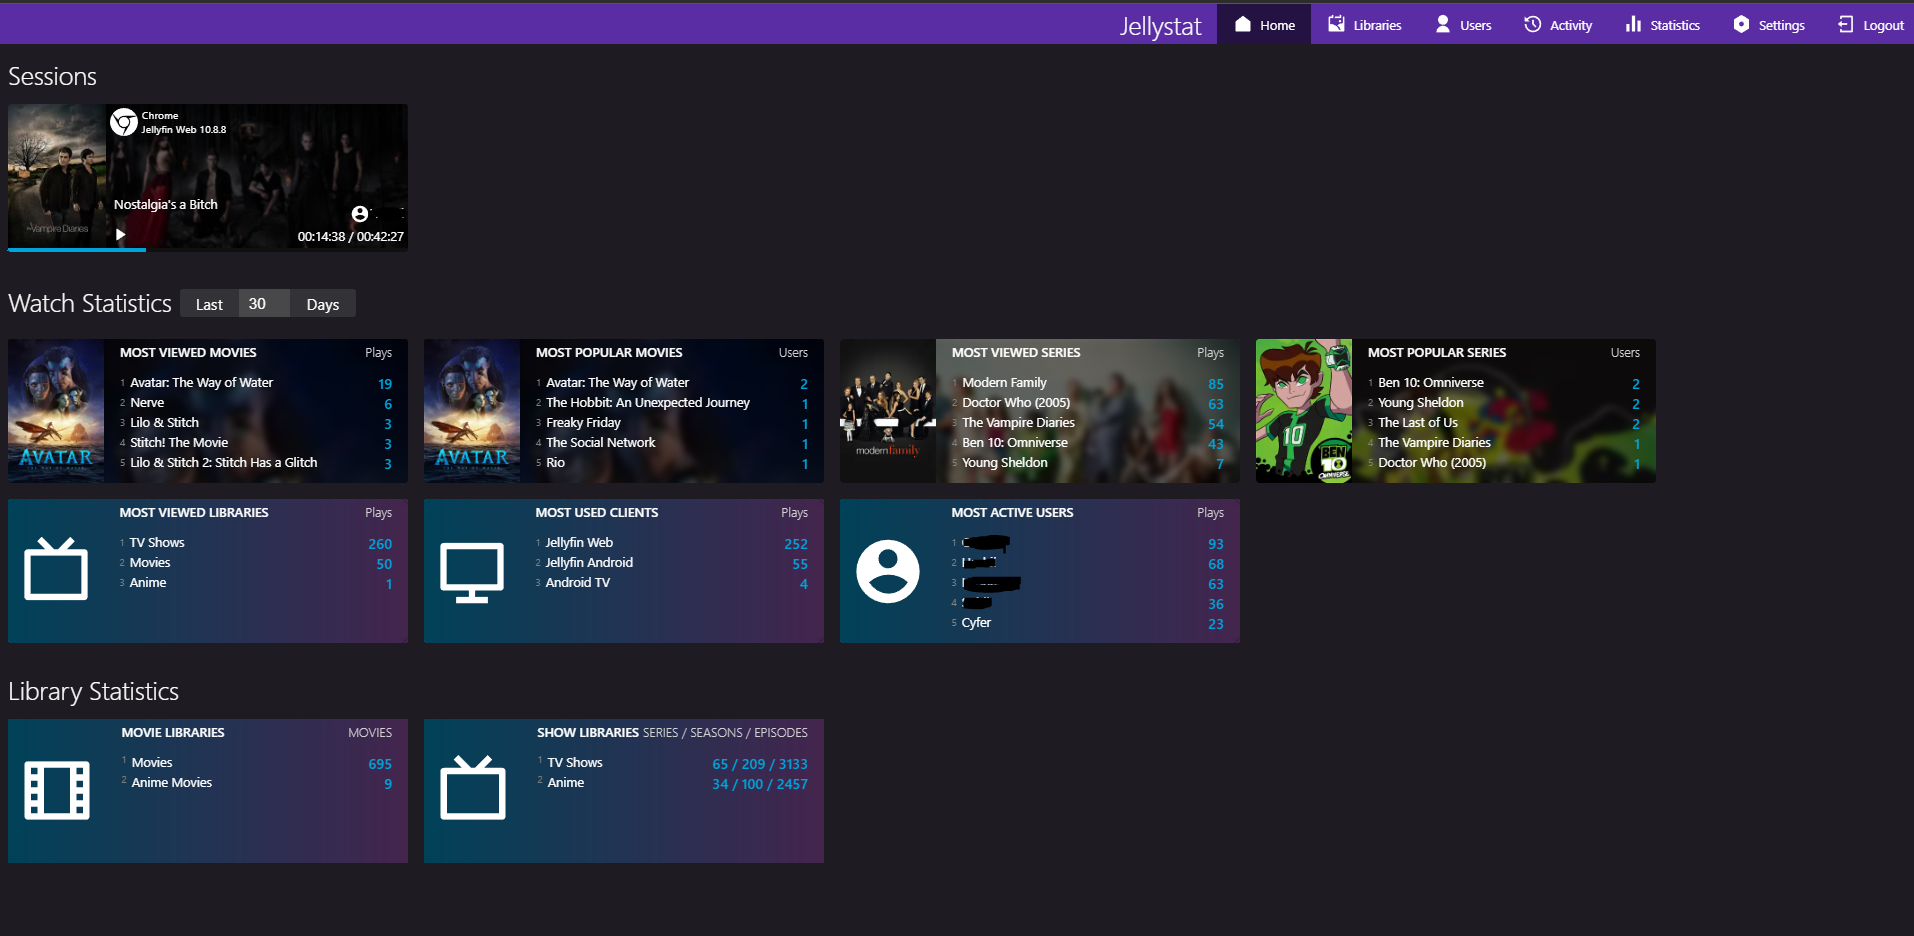 Jellystat Home Libraries Users Activity Statistics Settings Logout
Sessions
Chrome
Jellyfin Web 10.8.8
Nostalgia's a Bitch
The Vampire Diaries
00:14:38 / 00:42:27
Watch Statistics Last 30 Days
MOST VIEWED MOVIES Plays
1 Avatar: The Way of Water 19
2 Nerve 6
3 Lilo & Stitch 3
4 Stitch! The Movie 3
5 Lilo & Stitch 2: Stitch Has a Glitch 3
AVATAR
MOST POPULAR MOVIES Users
1 Avatar: The Way of Water 2
2 The Hobbit: An Unexpected Journey 1
3 Freaky Friday 1
4 The Social Network 1
5 Rio 1
AVATAR
MOST VIEWED SERIES Plays
1 Modern Family 85
2 Doctor Who (2005) 63
3 The Vampire Diaries 54
4 Ben 10: Omniverse 43
5 Young Sheldon 7
modern family
MOST POPULAR SERIES Users
1 Ben 10: Omniverse 2
2 Young Sheldon 2
3 The Last of Us 2
4 The Vampire Diaries 1
5 Doctor Who (2005) 1
10
BEN
10
OMNIVERSE
MOST VIEWED LIBRARIES Plays
1 TV Shows 260
2 Movies 50
3 Anime 1
MOST USED CLIENTS Plays
1 Jellyfin Web 252
2 Jellyfin Android 55
3 Android TV 4
MOST ACTIVE USERS Plays
1 93
2 68
3 63
4 36
5 Cyfer 23
Library Statistics
MOVIE LIBRARIES MOVIES
1 Movies 695
2 Anime Movies 9
SHOW LIBRARIES SERIES / SEASONS / EPISODES
1 TV Shows 65 / 209 / 3133
2 Anime 34 / 100 / 2457